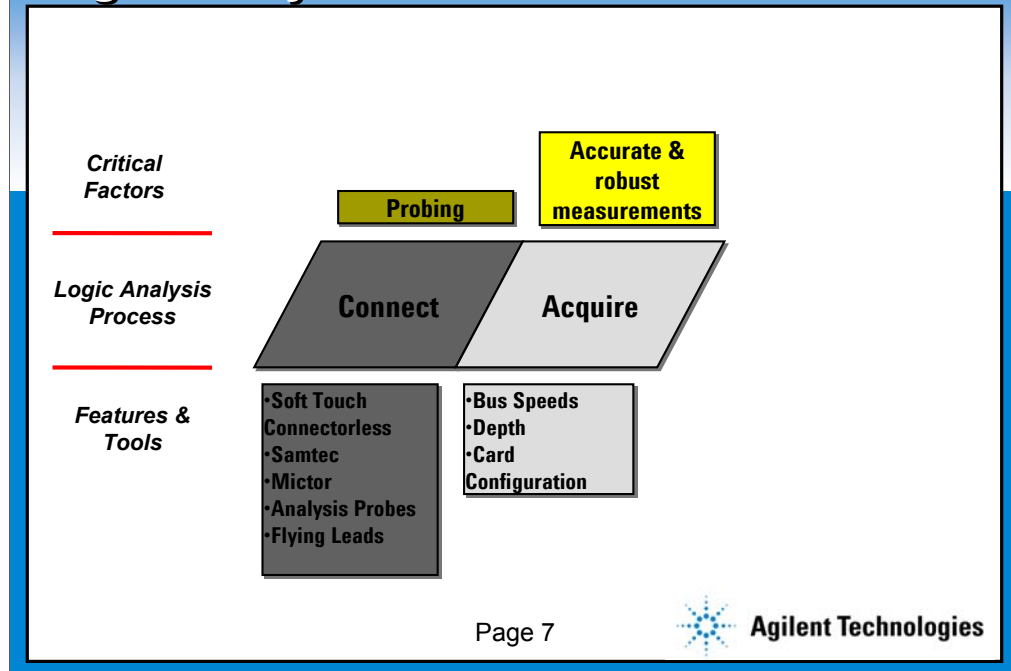 Critical
Factors
Probing
Accurate &
robust
measurements
Logic Analysis
Process
Connect
Acquire
Features &
Tools
•Soft Touch
Connectorless
•Samtec
•Mictor
•Analysis Probes
•Flying Leads
•Bus Speeds
•Depth
•Card
Configuration
Page 7
Agilent Technologies